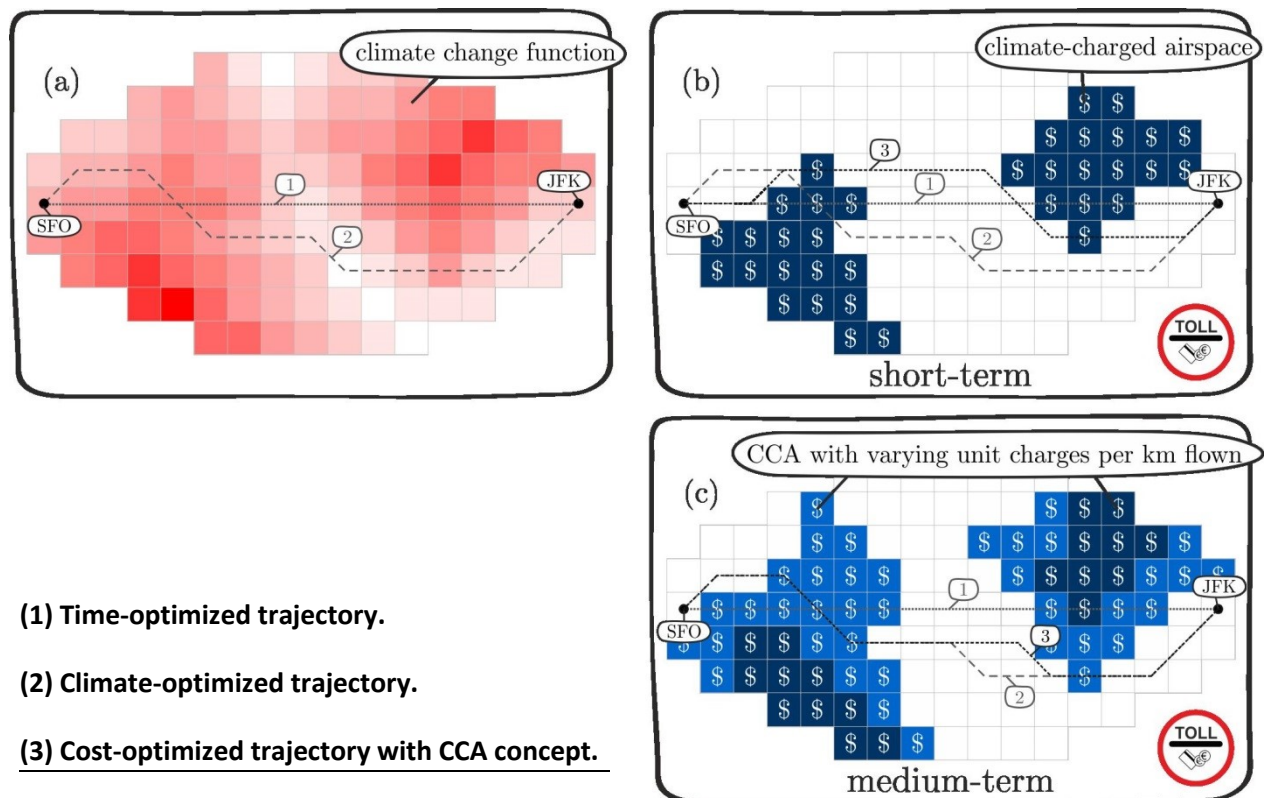 climate change function
(a)
1
JFK
SFO
2
climate-charged airspace
(b)
$ $
$ $ $ $ $
3
$ $ $ $ $ $ $
1
JFK
$ $ $ $ $ $
SFO
$ $ $ $ $
2
$ $ $ $ $
$ $ $
$ $
TOLL
short-term
CCA with varying unit charges per km flown
(c)
$ $ $ $
$ $ $ $ $ $ $ $ $
$ $ $ $ $ $ $ $ $ $ $
1
JFK
$ $ $ $ $ $ $ $ $ $
SFO
$ $ $ $ $ $ $ $ $
3
$ $ $ $ $ $ $
2
$ $ $ $
$ $ $
TOLL
medium-term
(1) Time-optimized trajectory.
(2) Climate-optimized trajectory.
(3) Cost-optimized trajectory with CCA concept.